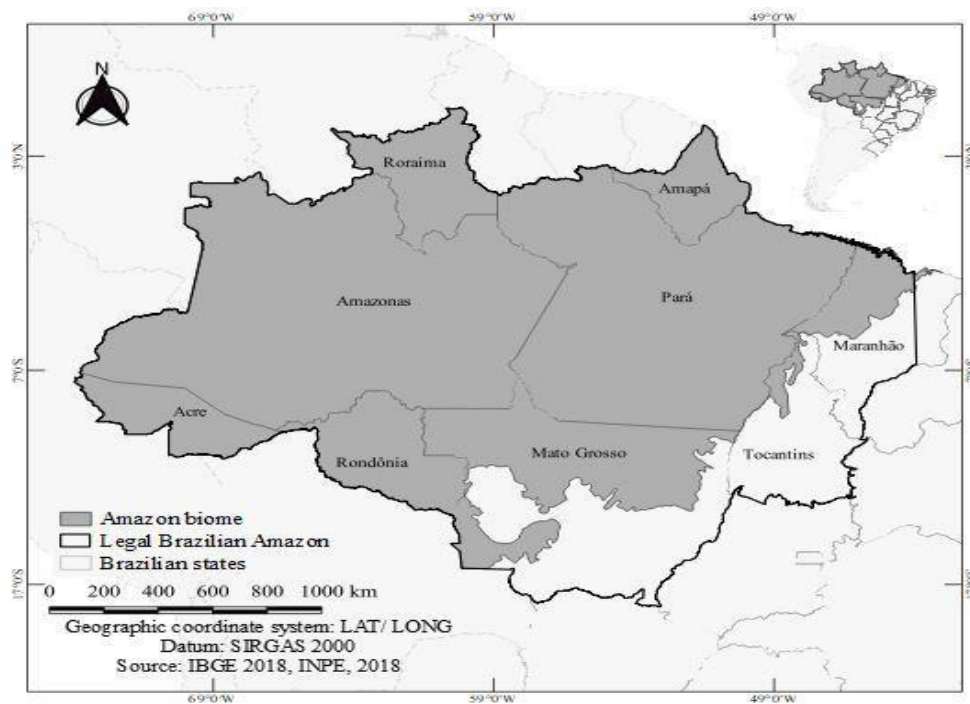 69°0'W 59°0'W 49°0'W
N
3°N
Roraima
Amapá
Amazonas
Pará
Maranhão
7°S
Acre
Rondônia
Mato Grosso
Tocantins
Amazon biome
Legal Brazilian Amazon
Brazilian states
17°S
0 200 400 600 800 1000 km
Geographic coordinate system: LAT/ LONG
Datum: SIRGAS 2000
Source: IBGE 2018, INPE, 2018
69°0'W 59°0'W 49°0'W